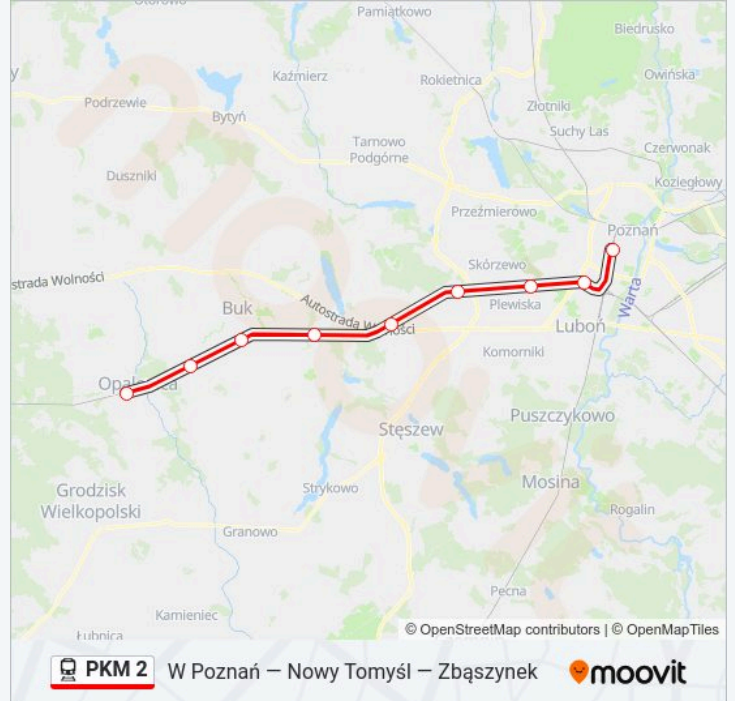 Pamiątkowo
Biedrusko
Kaźmierz
Rokietnica
Owińska
Podrzewie
Bytyń
Złotniki
Suchy Las
Tarnowo
Podgórne
Czerwonak
Duszniki
Koziegłowy
Przeźmierowo
Poznań
Skórzewo
strada Wolności
Autostrada Wolności
Buk
Plewiska
Warta
Luboń
Komorniki
Opalenica
Puszczykowo
Stęszew
Mosina
Grodzisk
Wielkopolski
Strykowo
Rogalin
Granowo
Pecna
Kamieniec
Łubnica
© OpenStreetMap contributors | © OpenMapTiles
PKM 2 W Poznań — Nowy Tomyśl — Zbąszynek moovit